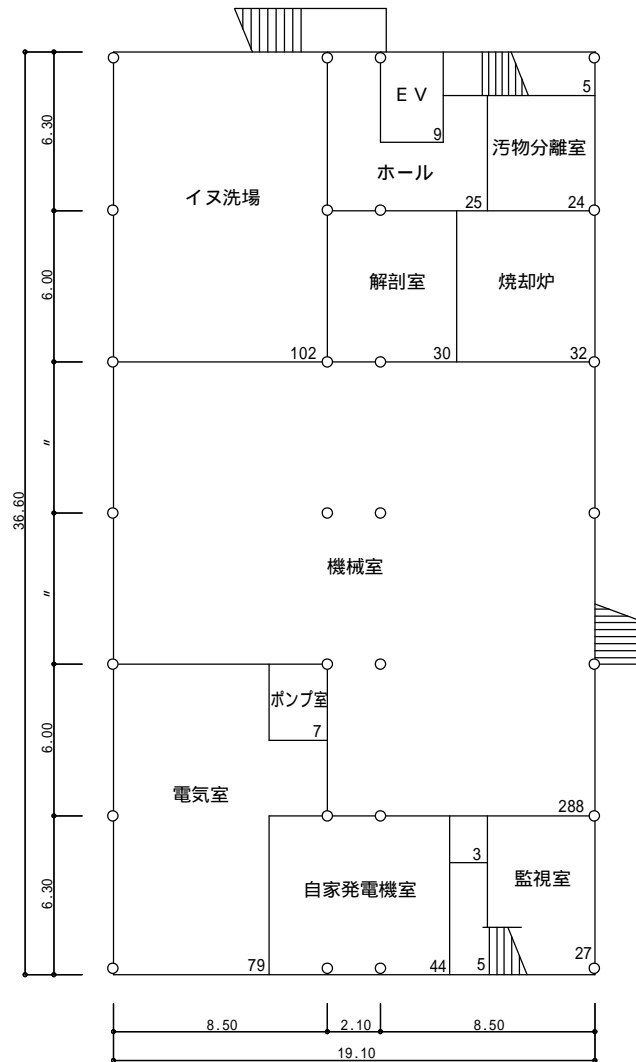 ＥＶ
5
9
汚物分離室
ホール
イヌ洗場
25
24
6.30
解剖室
焼却炉
6.00
102
30
32
〃
36.60
機械室
〃
ポンプ室
7
6.00
電気室
288
3
自家発電機室
監視室
6.30
79
44
5
27
8.50
2.10
8.50
19.10